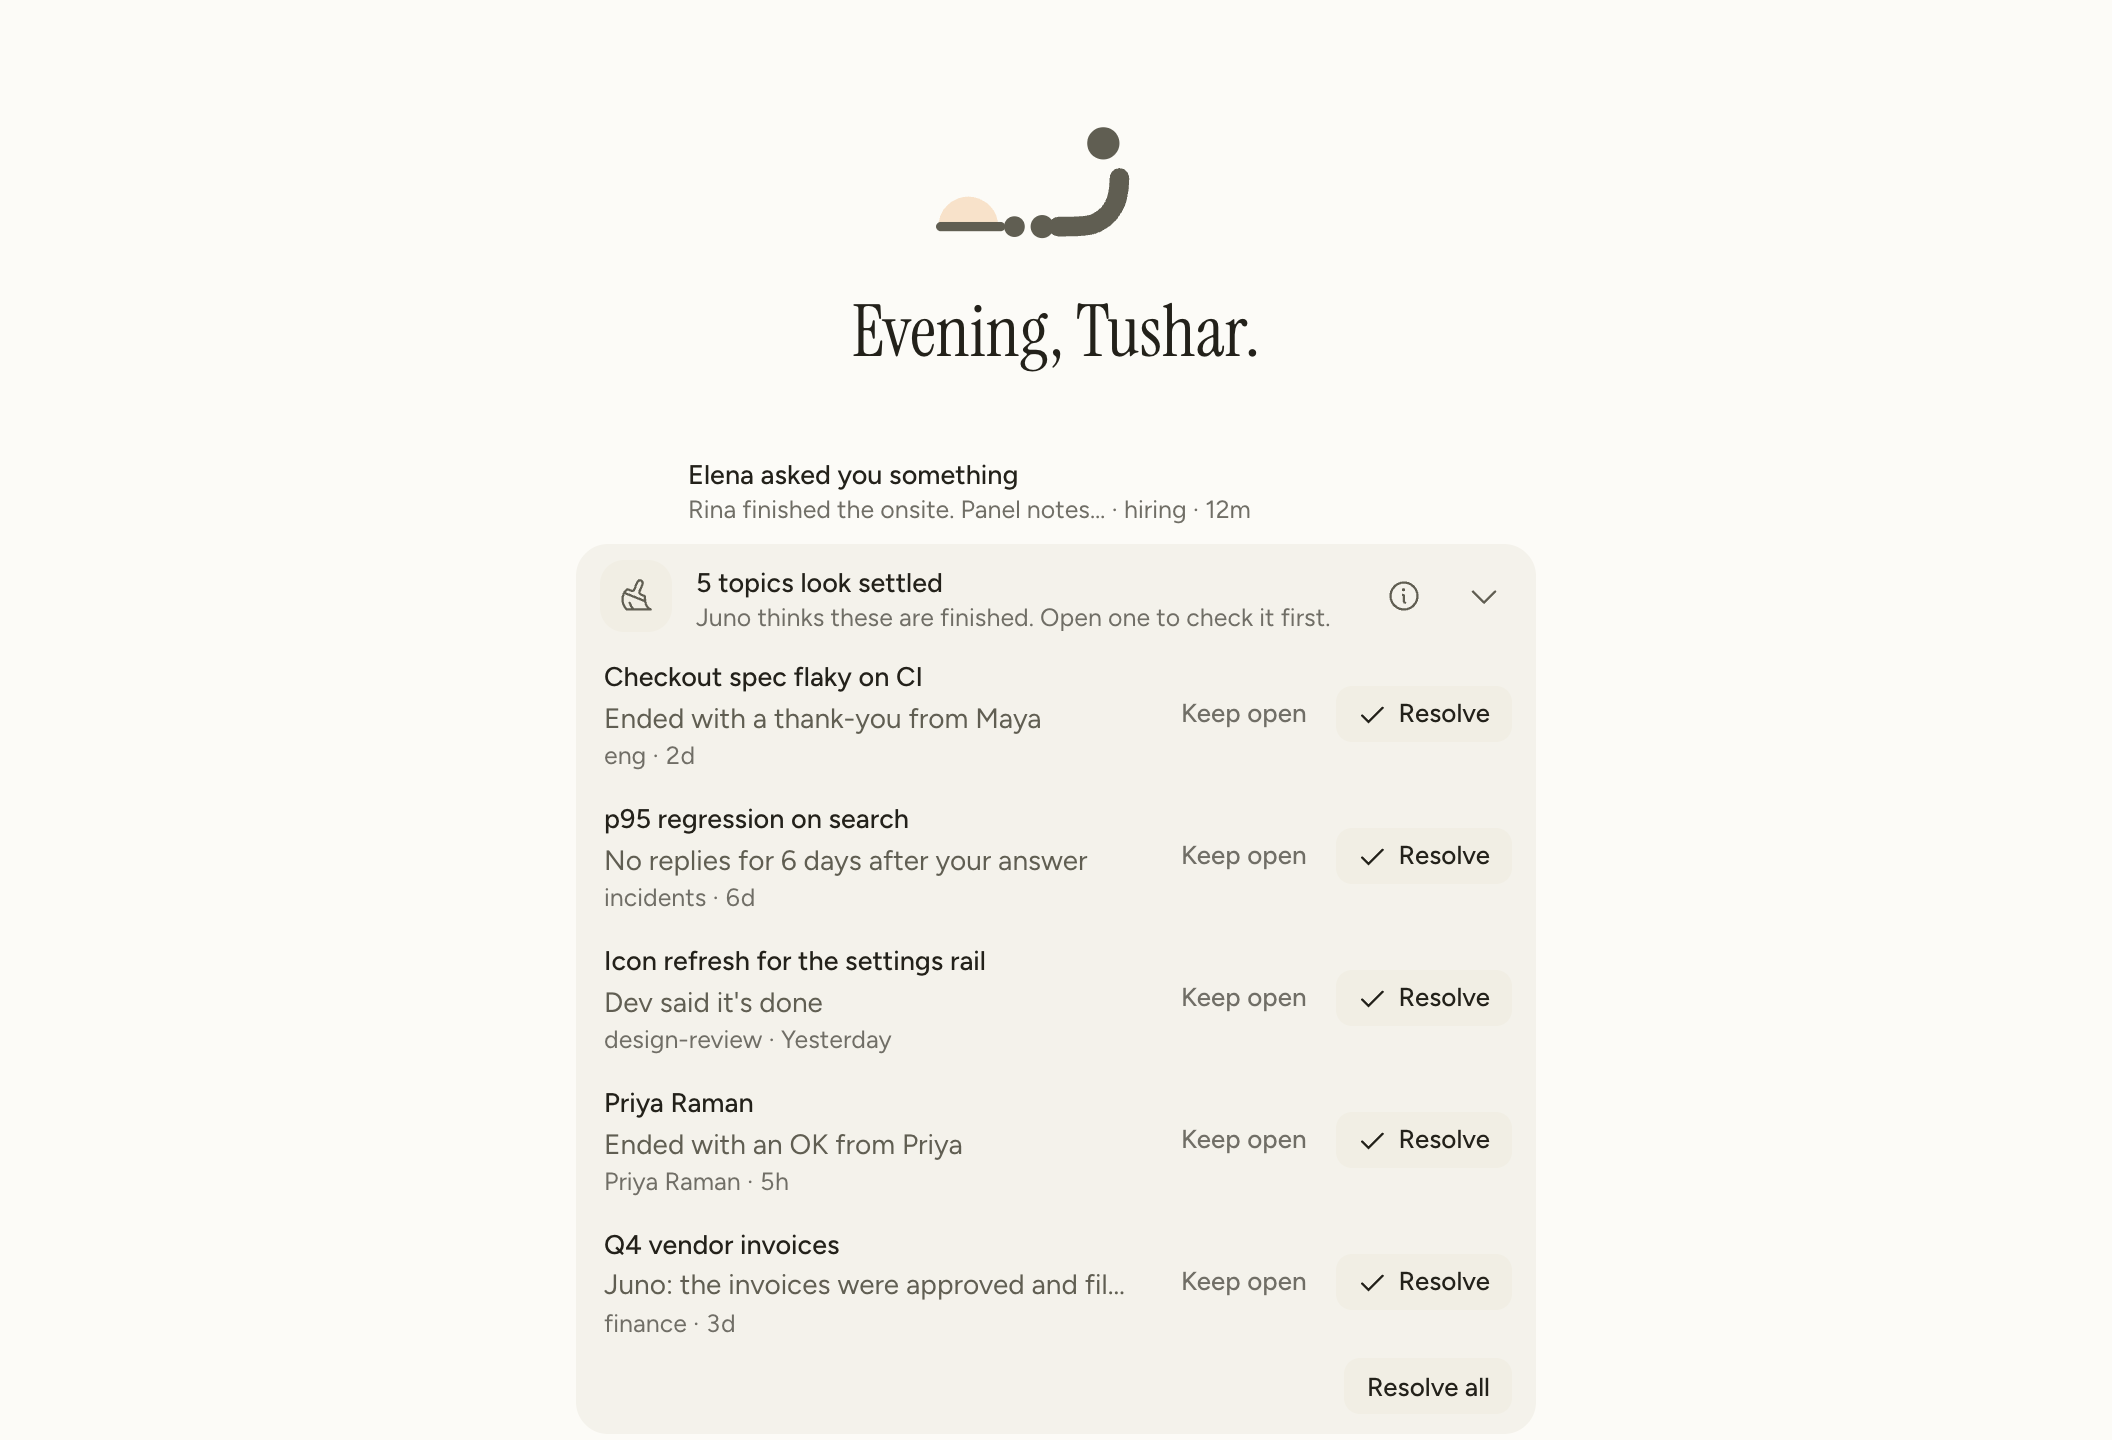 Evening, Tushar.
Elena asked you something
Rina finished the onsite. Panel notes... · hiring · 12m
5 topics look settled
Juno thinks these are finished. Open one to check it first.
Checkout spec flaky on CI
Ended with a thank-you from Maya
eng · 2d
Keep open
Resolve
p95 regression on search
No replies for 6 days after your answer
incidents · 6d
Keep open
Resolve
Icon refresh for the settings rail
Dev said it's done
design-review · Yesterday
Keep open
Resolve
Priya Raman
Ended with an OK from Priya
Priya Raman · 5h
Keep open
Resolve
Q4 vendor invoices
Juno: the invoices were approved and fil...
finance · 3d
Keep open
Resolve
Resolve all